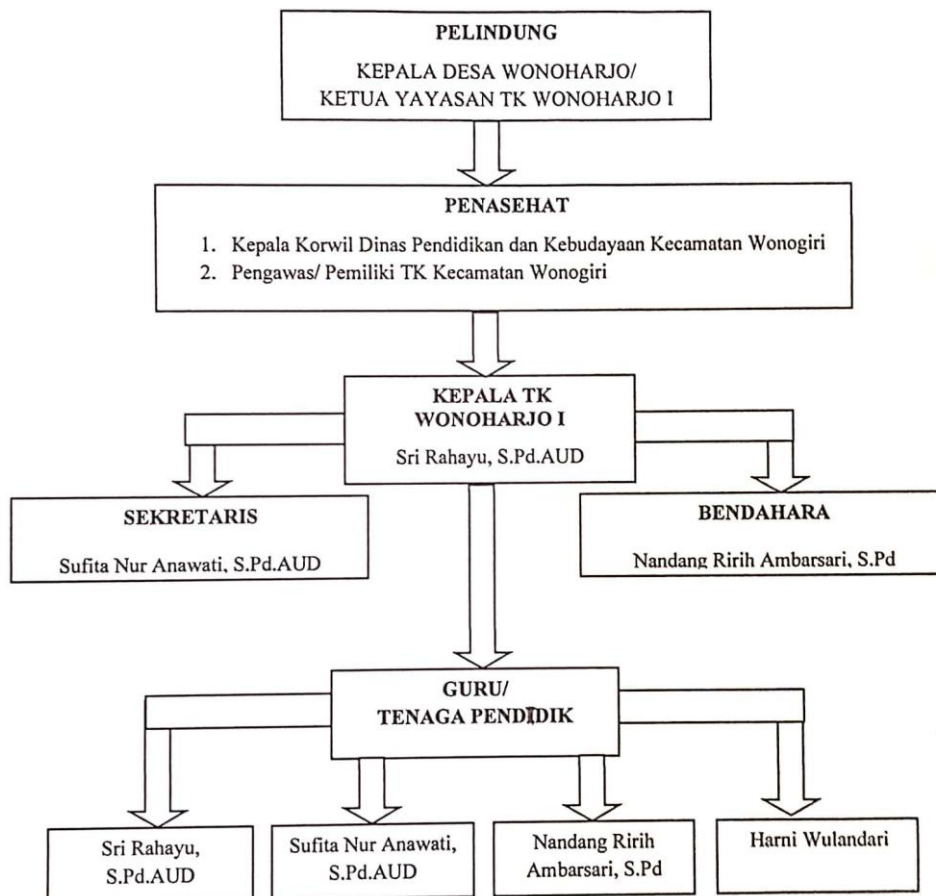 PELINDUNG
KEPALA DESA WONOHARJO/
KETUA YAYASAN TK WONOHARJO I
PENASEHAT
1. Kepala Korwil Dinas Pendidikan dan Kebudayaan Kecamatan Wonogiri
2. Pengawas/ Pemiliki TK Kecamatan Wonogiri
KEPALA TK
WONOHARJO I
Sri Rahayu, S.Pd.AUD
SEKRETARIS
Sufita Nur Anawati, S.Pd.AUD
BENDAHARA
Nandang Ririh Ambarsari, S.Pd
GURU/
TENAGA PENDIDIK
Sri Rahayu,
S.Pd.AUD
Sufita Nur Anawati,
S.Pd.AUD
Nandang Ririh
Ambarsari, S.Pd
Harni Wulandari